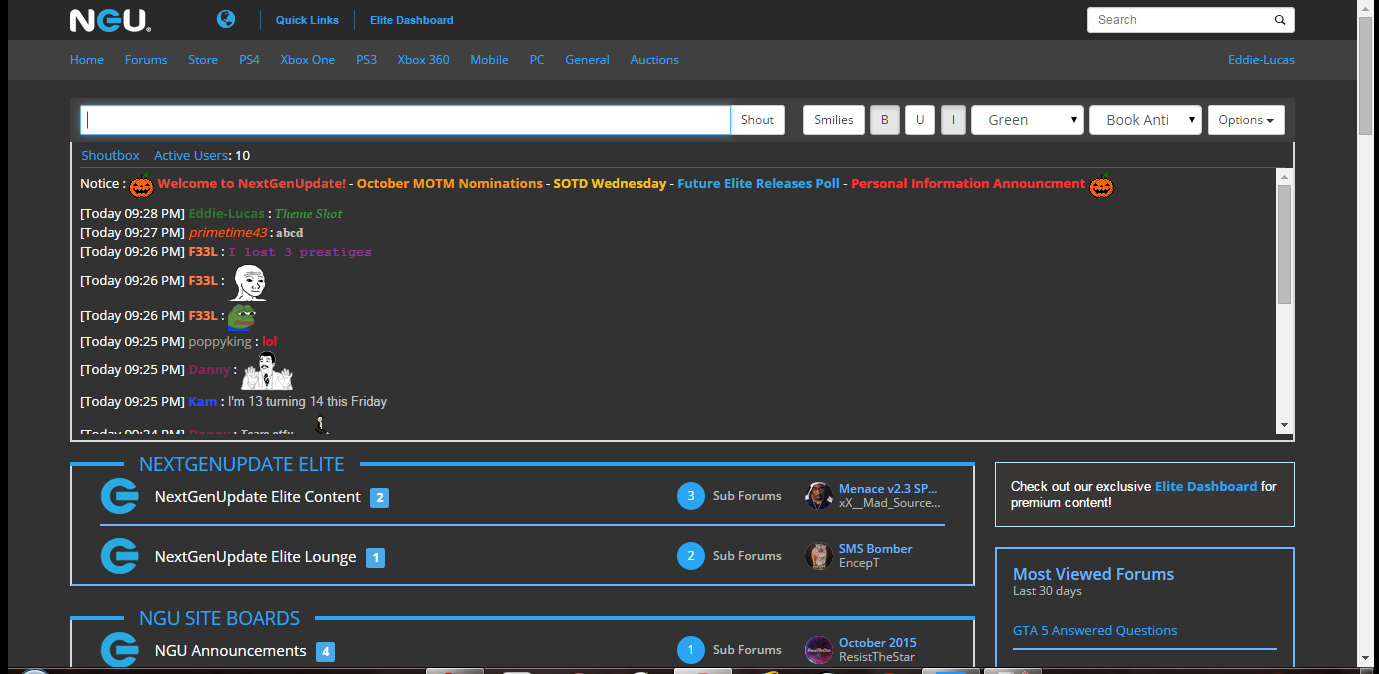 NGU.
Quick Links
Elite Dashboard
Search
Home Forums Store PS4 Xbox One PS3 Xbox 360 Mobile PC General Auctions Eddie-Lucas
Shout Smilies B U I Green Book Anti Options
Shoutbox Active Users: 10
Notice : Welcome to NextGenUpdate! - October MOTM Nominations - SOTD Wednesday - Future Elite Releases Poll - Personal Information Announcment
[Today 09:28 PM] Eddie-Lucas : Theme Shot
[Today 09:27 PM] primetime43 : abcd
[Today 09:26 PM] F33L : I lost 3 prestiges
[Today 09:26 PM] F33L :
[Today 09:26 PM] F33L :
[Today 09:25 PM] poppyking : lol
[Today 09:25 PM] Danny :
[Today 09:25 PM] Kam : I'm 13 turning 14 this Friday
[Today 09:24 PM] Danny :
NEXTGENUPDATE ELITE
NextGenUpdate Elite Content 2
3 Sub Forums
Menace v2.3 SP...
xX__Mad_Source...
NextGenUpdate Elite Lounge 1
2 Sub Forums
SMS Bomber
EncepT
NGU SITE BOARDS
NGU Announcements 4
1 Sub Forums
October 2015
ResistTheStar
Check out our exclusive Elite Dashboard for
premium content!
Most Viewed Forums
Last 30 days
GTA 5 Answered Questions